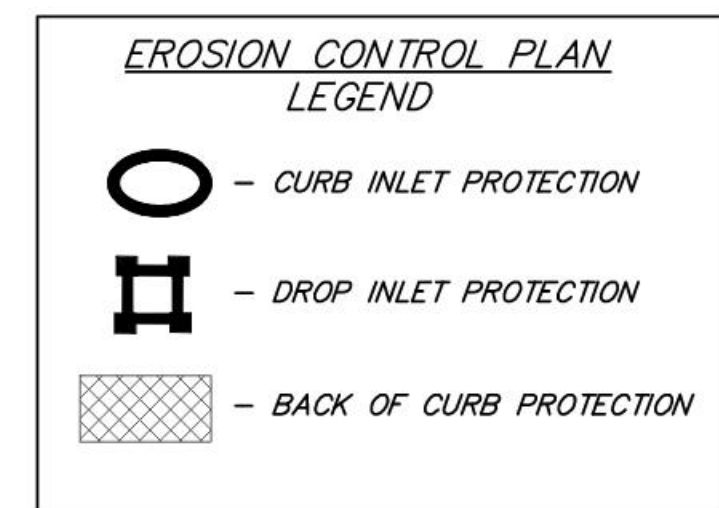 EROSION CONTROL PLAN
LEGEND
- CURB INLET PROTECTION
- DROP INLET PROTECTION
- BACK OF CURB PROTECTION